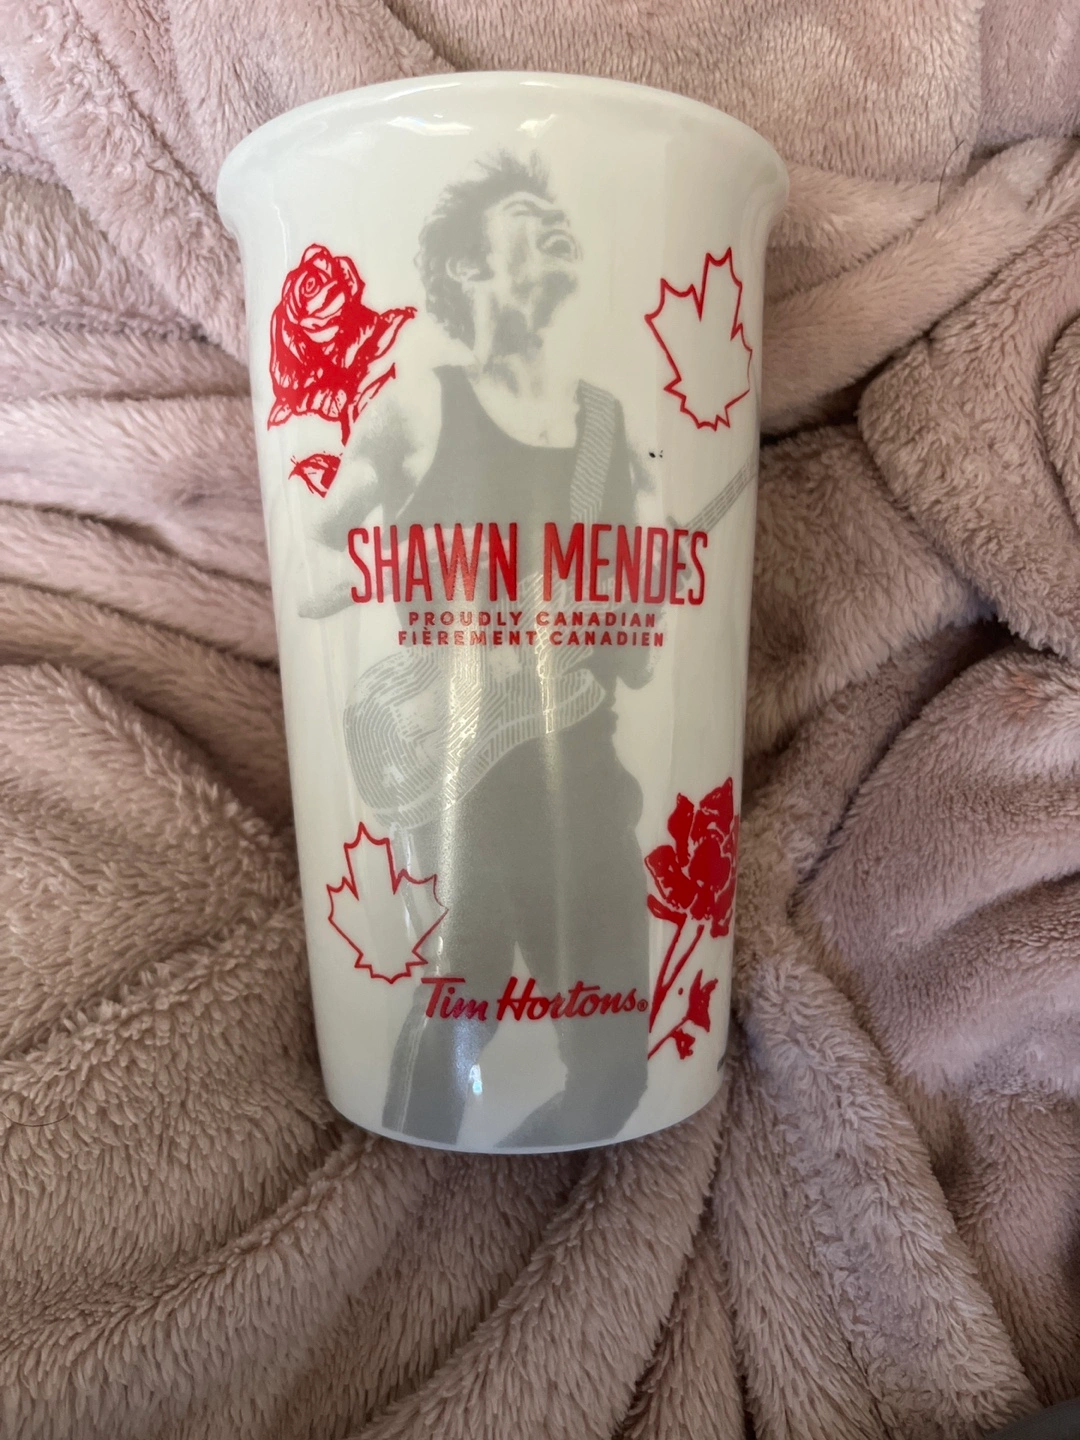 SHAWN MENDES
PROUDLY CANADIAN
FIÈREMENT CANADIEN
Tim Hortons®